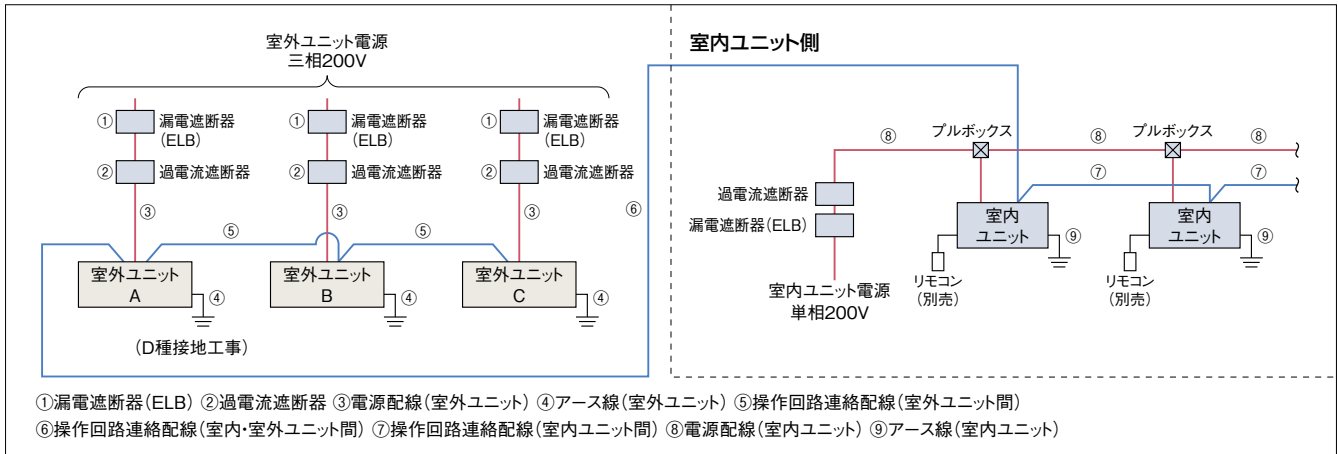 室外ユニット電源
三相200V
① 漏電遮断器
(ELB)
① 漏電遮断器
(ELB)
① 漏電遮断器
(ELB)
② 過電流遮断器
② 過電流遮断器
② 過電流遮断器
③
③
③
⑤
⑤
⑥
室外ユニット
A
④
室外ユニット
B
④
室外ユニット
C
④
(D種接地工事)
室内ユニット側
⑧
プルボックス
⑧
プルボックス
⑧
過電流遮断器
漏電遮断器(ELB)
⑦
⑦
室内
ユニット
⑨
室内
ユニット
⑨
リモコン
(別売)
リモコン
(別売)
室内ユニット電源
単相200V
①漏電遮断器(ELB) ②過電流遮断器 ③電源配線(室外ユニット) ④アース線(室外ユニット) ⑤操作回路連絡配線(室外ユニット間)
⑥操作回路連絡配線(室内・室外ユニット間) ⑦操作回路連絡配線(室内ユニット間) ⑧電源配線(室内ユニット) ⑨アース線(室内ユニット)